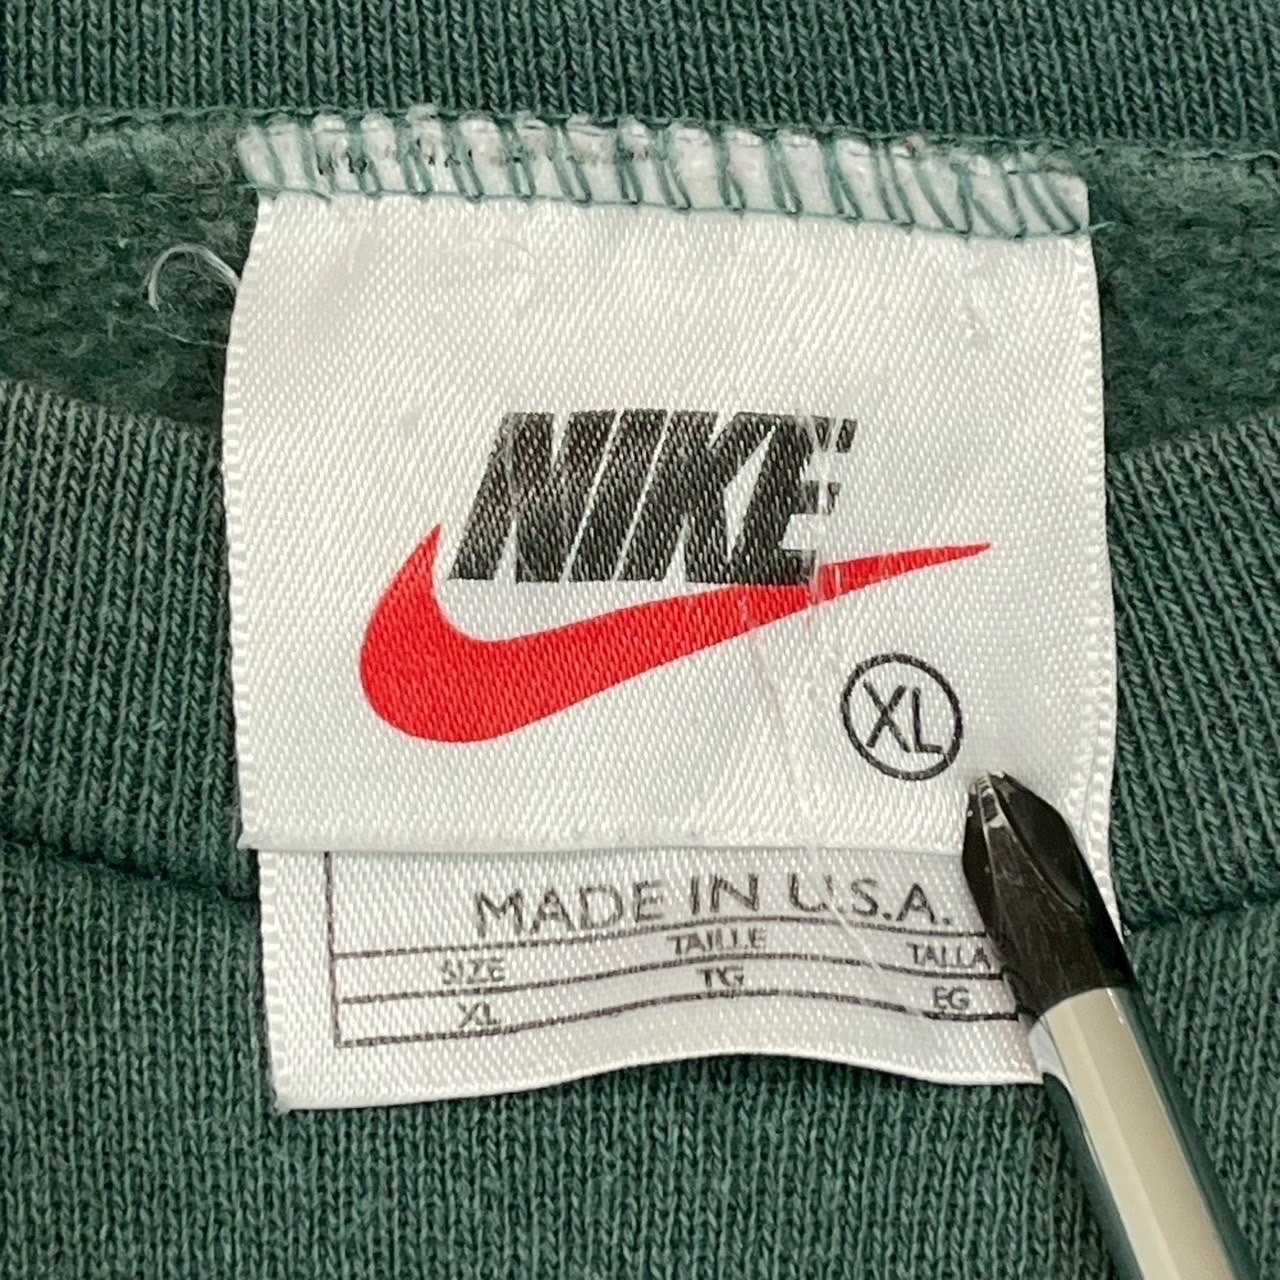 NIKE
XL
MADE IN U.S.A.
SIZE TAILLE TALLA
XL TG EG